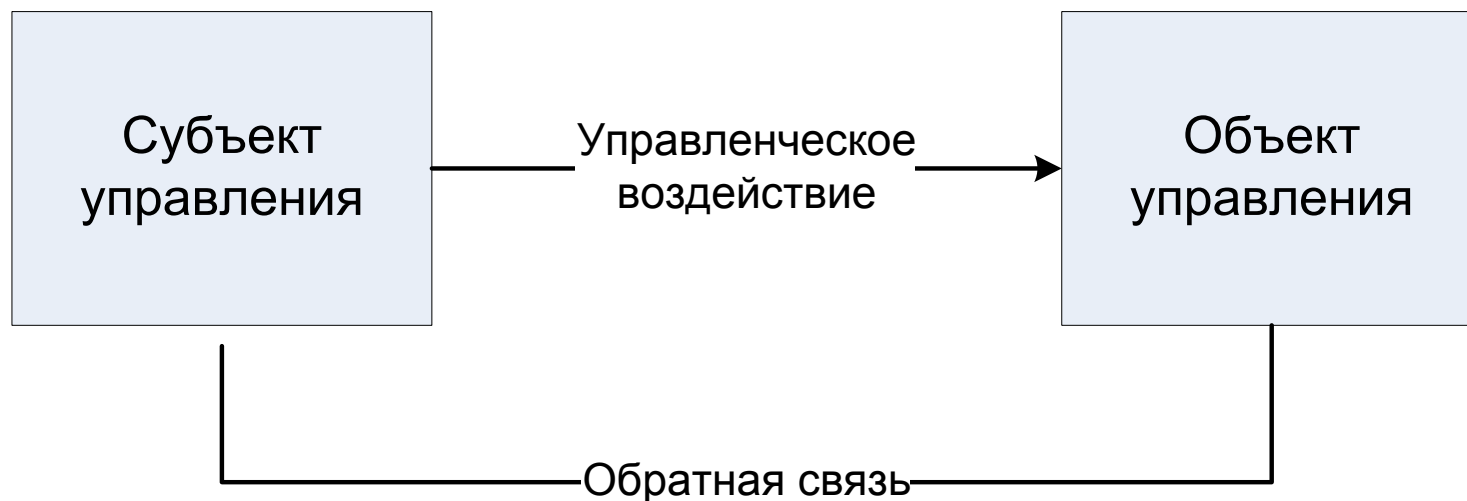 Субъект
управления
Управленческое
воздействие
Объект
управления
Обратная связь